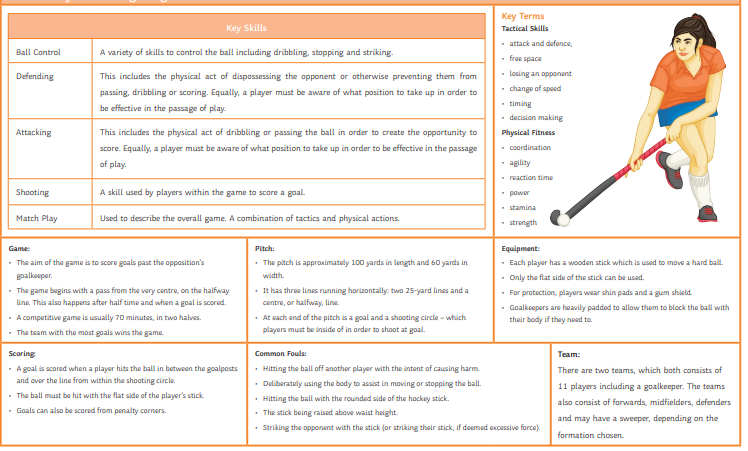 Key Skills
Ball Control
A variety of skills to control the ball including dribbling, stopping and striking.
Defending
This includes the physical act of dispossessing the opponent or otherwise preventing them from
passing, dribbling or scoring. Equally, a player must be aware of what position to take up in order to
be effective in the passage of play.
Attacking
This includes the physical act of dribbling or passing the ball in order to create the opportunity to
score. Equally, a player must be aware of what position to take up in order to be effective in the passage
of play.
Shooting
A skill used by players within the game to score a goal.
Match Play
Used to describe the overall game. A combination of tactics and physical actions.
Key Terms
Tactical Skills
• attack and defence,
• free space
• losing an opponent
• change of speed
• timing
• decision making
Physical Fitness
• coordination
• agility
• reaction time
• power
• stamina
• strength
Game:
• The aim of the game is to score goals past the opposition's
goalkeeper.
• The game begins with a pass from the very centre, on the halfway
line. This also happens after half time and when a goal is scored.
• A competitive game is usually 70 minutes, in two halves.
• The team with the most goals wins the game.
Pitch:
• The pitch is approximately 100 yards in length and 60 yards in
width.
• It has three lines running horizontally: two 25-yard lines and a
centre, or halfway, line.
• At each end of the pitch is a goal and a shooting circle – which
players must be inside of in order to shoot at goal.
Equipment:
• Each player has a wooden stick which is used to move a hard ball.
• Only the flat side of the stick can be used.
• For protection, players wear shin pads and a gum shield.
• Goalkeepers are heavily padded to allow them to block the ball with
their body if they need to.
Scoring:
• A goal is scored when a player hits the ball in between the goalposts
and over the line from within the shooting circle.
• The ball must be hit with the flat side of the player's stick.
• Goals can also be scored from penalty corners.
Common Fouls:
• Hitting the ball off another player with the intent of causing harm.
• Deliberately using the body to assist in moving or stopping the ball.
• Hitting the ball with the rounded side of the hockey stick.
• The stick being raised above waist height.
• Striking the opponent with the stick (or striking their stick, if deemed excessive force).
Team:
There are two teams, which both consists of
11 players including a goalkeeper. The teams
also consist of forwards, midfielders, defenders
and may have a sweeper, depending on the
formation chosen.